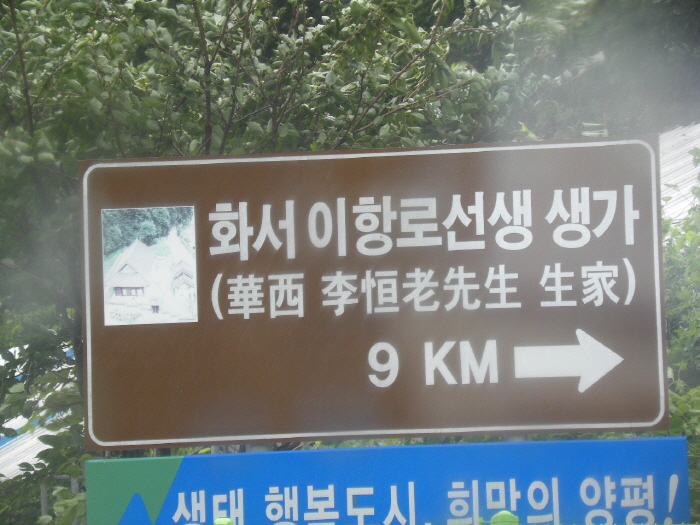 화서 이항로선생 생가
(華西 李恒老先生 生家)
9 KM
생태 행복도시, 희망의 양평!